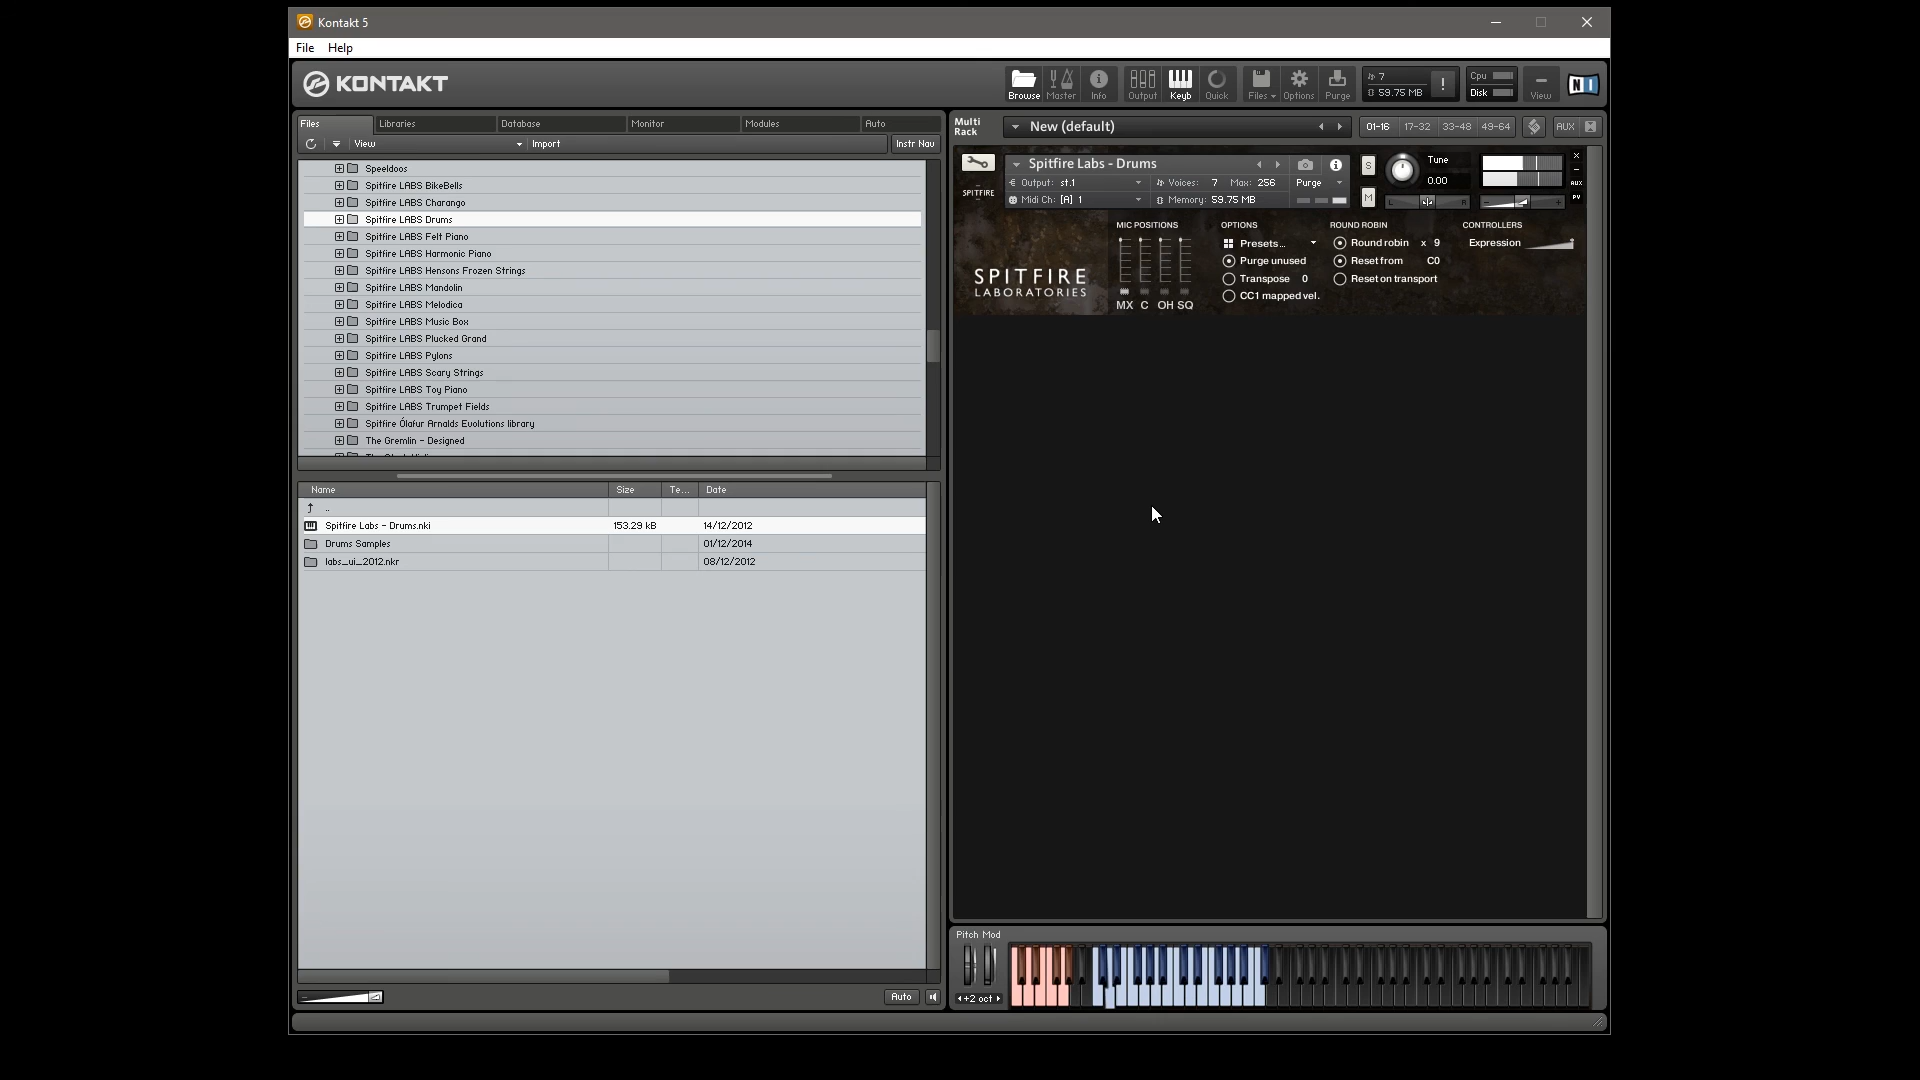 Kontakt 5
File Help
KONTAKT
Browse Master Info Output Keyb Quick Files Options Purge
7
59.75 MB
!
Cpu
Disk
View
NI
Files Libraries Database Monitor Modules Auto
View Import Instr Nav
Speeldoos
Spitfire LABS BikeBells
Spitfire LABS Charango
Spitfire LABS Drums
Spitfire LABS Felt Piano
Spitfire LABS Harmonic Piano
Spitfire LABS Hensons Frozen Strings
Spitfire LABS Mandolin
Spitfire LABS Melodica
Spitfire LABS Music Box
Spitfire LABS Plucked Grand
Spitfire LABS Pylons
Spitfire LABS Scary Strings
Spitfire LABS Toy Piano
Spitfire LABS Trumpet Fields
Spitfire Ólafur Arnalds Evolutions library
The Gremlin - Designed
Name Size Te... Date
..
Spitfire Labs - Drums.nki 153.29 kB 14/12/2012
Drums Samples 01/12/2014
labs_ui_2012.nkr 08/12/2012
Auto
Multi
Rack
New (default)
01-16 17-32 33-48 49-64 AUX
SPITFIRE
Spitfire Labs - Drums
Output: st.1 Voices: 7 Max: 256 Purge
Midi Ch: [A] 1 Memory: 59.75 MB
S
M
Tune
0.00
L R
AUX
PV
SPITFIRE
LABORATORIES
MIC POSITIONS
MX C OH SQ
OPTIONS
Presets...
Purge unused
Transpose 0
CC1 mapped vel.
ROUND ROBIN
Round robin x 9
Reset from C0
Reset on transport
CONTROLLERS
Expression
Pitch Mod
+2 oct